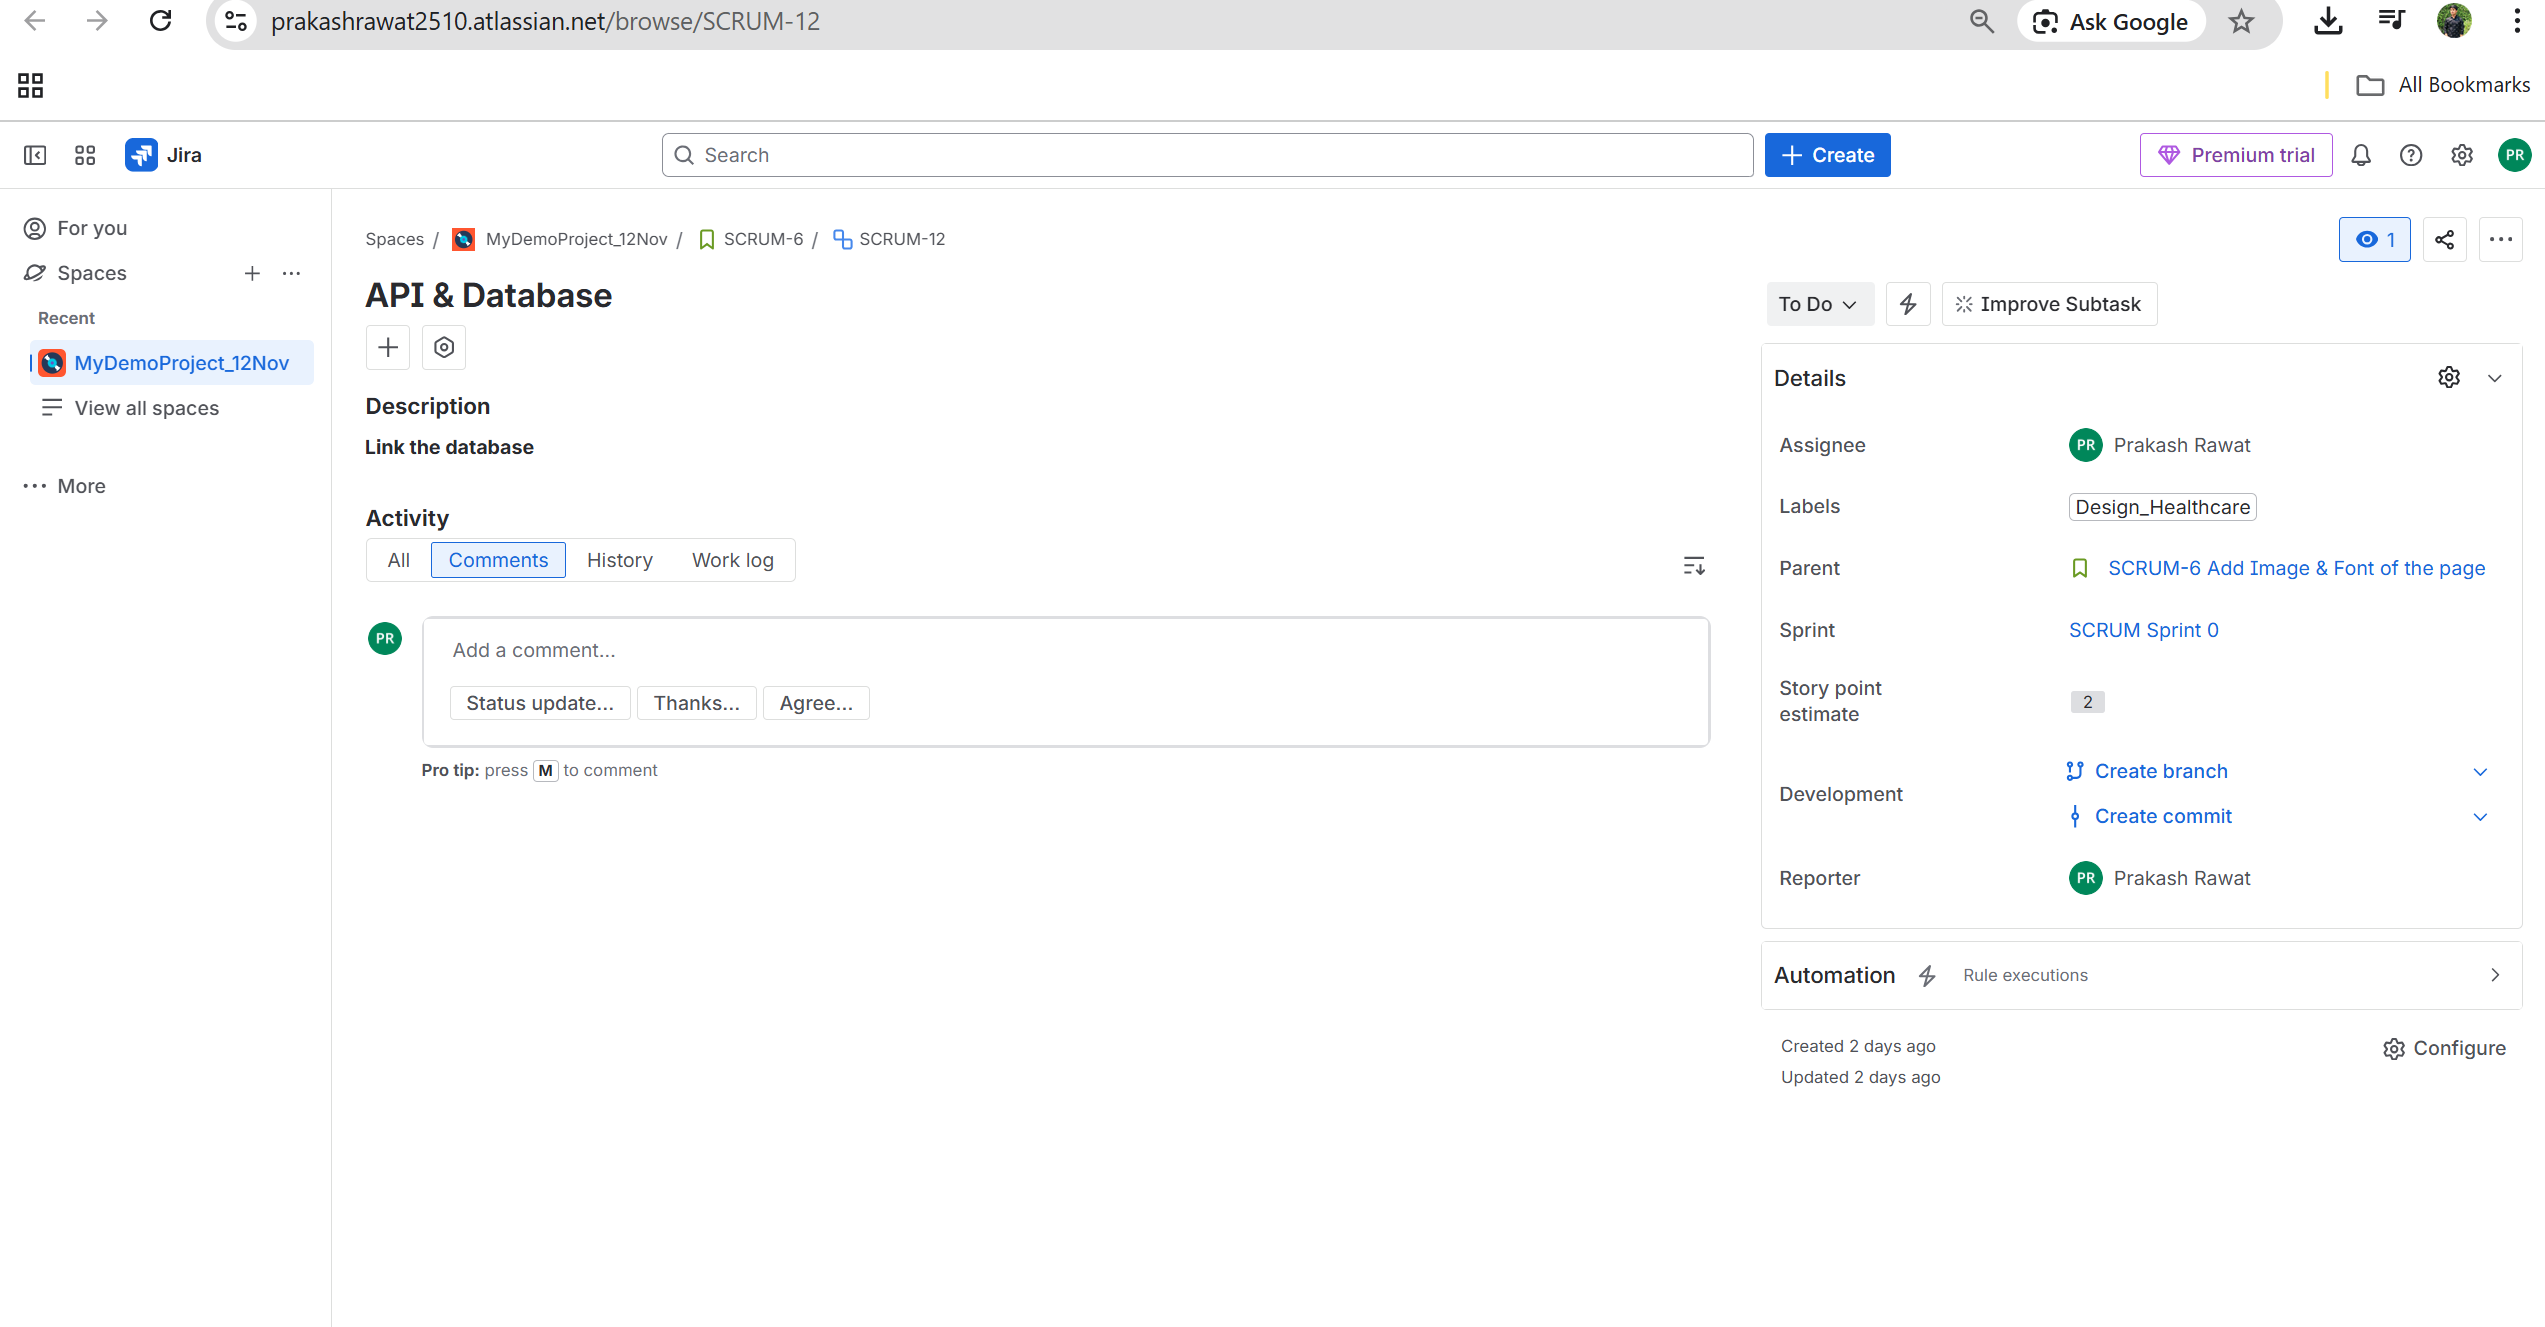 prakashrawat2510.atlassian.net/browse/SCRUM-12
Ask Google
All Bookmarks
Jira
Search
Create
Premium trial
PR
For you
Spaces
Recent
MyDemoProject_12Nov
View all spaces
More
Spaces / MyDemoProject_12Nov / SCRUM-6 / SCRUM-12
1
API & Database
To Do
Improve Subtask
Description
Link the database
Activity
All Comments History Work log
PR
Add a comment...
Status update... Thanks... Agree...
Pro tip: press M to comment
Details
Assignee PR Prakash Rawat
Labels Design_Healthcare
Parent SCRUM-6 Add Image & Font of the page
Sprint SCRUM Sprint 0
Story point
estimate
2
Development
Create branch
Create commit
Reporter PR Prakash Rawat
Automation Rule executions
Created 2 days ago
Updated 2 days ago
Configure